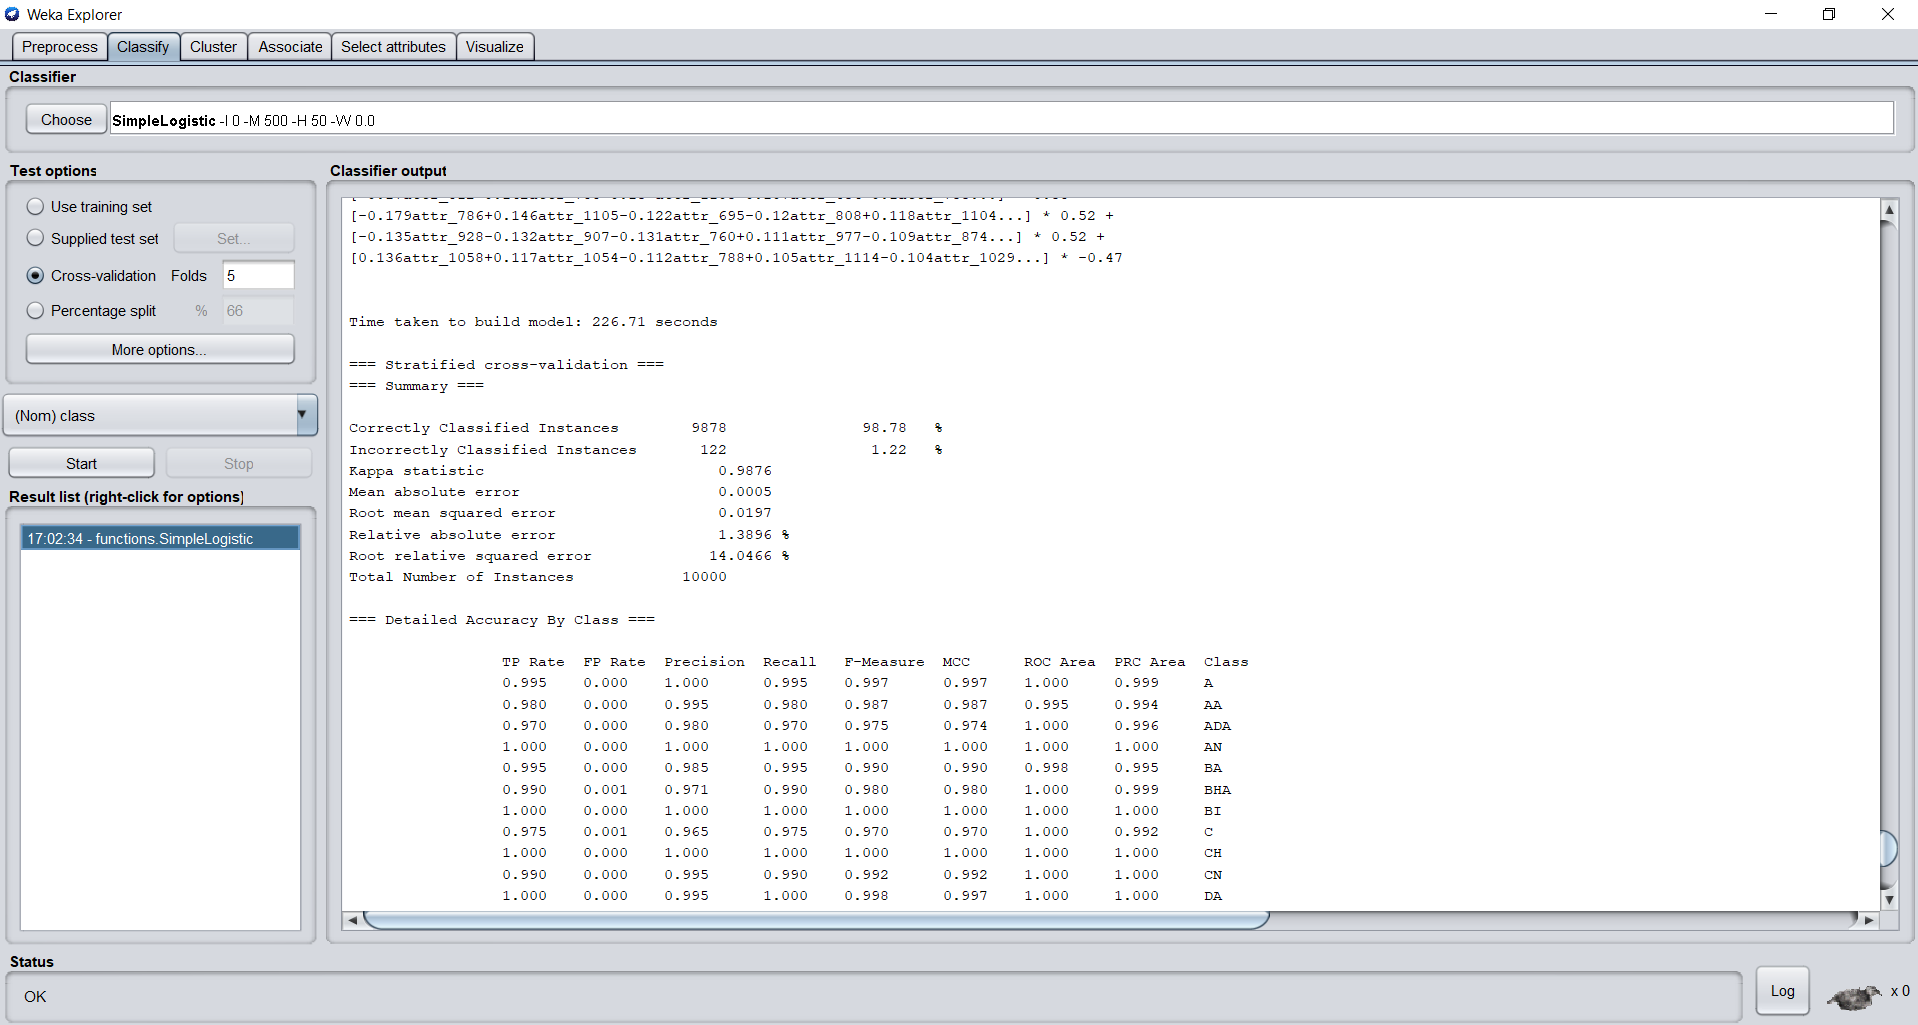 Weka Explorer
Preprocess Classify Cluster Associate Select attributes Visualize
Classifier
Choose SimpleLogistic -I 0 -M 500 -H 50 -W 0.0
Test options
Use training set
Supplied test set Set...
Cross-validation Folds 5
Percentage split % 66
More options...
(Nom) class
Start Stop
Result list (right-click for options)
17:02:34 - functions.SimpleLogistic
Classifier output
[-0.179attr_786+0.146attr_1105-0.122attr_695-0.12attr_808+0.118attr_1104...] * 0.52 +
[-0.135attr_928-0.132attr_907-0.131attr_760+0.111attr_977-0.109attr_874...] * 0.52 +
[0.136attr_1058+0.117attr_1054-0.112attr_788+0.105attr_1114-0.104attr_1029...] * -0.47
Time taken to build model: 226.71 seconds
=== Stratified cross-validation ===
=== Summary ===
Correctly Classified Instances 9878 98.78 %
Incorrectly Classified Instances 122 1.22 %
Kappa statistic 0.9876
Mean absolute error 0.0005
Root mean squared error 0.0197
Relative absolute error 1.3896 %
Root relative squared error 14.0466 %
Total Number of Instances 10000
=== Detailed Accuracy By Class ===
TP Rate FP Rate Precision Recall F-Measure MCC ROC Area PRC Area Class
0.995 0.000 1.000 0.995 0.997 0.997 1.000 0.999 A
0.980 0.000 0.995 0.980 0.987 0.987 0.995 0.994 AA
0.970 0.000 0.980 0.970 0.975 0.974 1.000 0.996 ADA
1.000 0.000 1.000 1.000 1.000 1.000 1.000 1.000 AN
0.995 0.000 0.985 0.995 0.990 0.990 0.998 0.995 BA
0.990 0.001 0.971 0.990 0.980 0.980 1.000 0.999 BHA
1.000 0.000 1.000 1.000 1.000 1.000 1.000 1.000 BI
0.975 0.001 0.965 0.975 0.970 0.970 1.000 0.992 C
1.000 0.000 1.000 1.000 1.000 1.000 1.000 1.000 CH
0.990 0.000 0.995 0.990 0.992 0.992 1.000 1.000 CN
1.000 0.000 0.995 1.000 0.998 0.997 1.000 1.000 DA
Status
OK
Log x 0